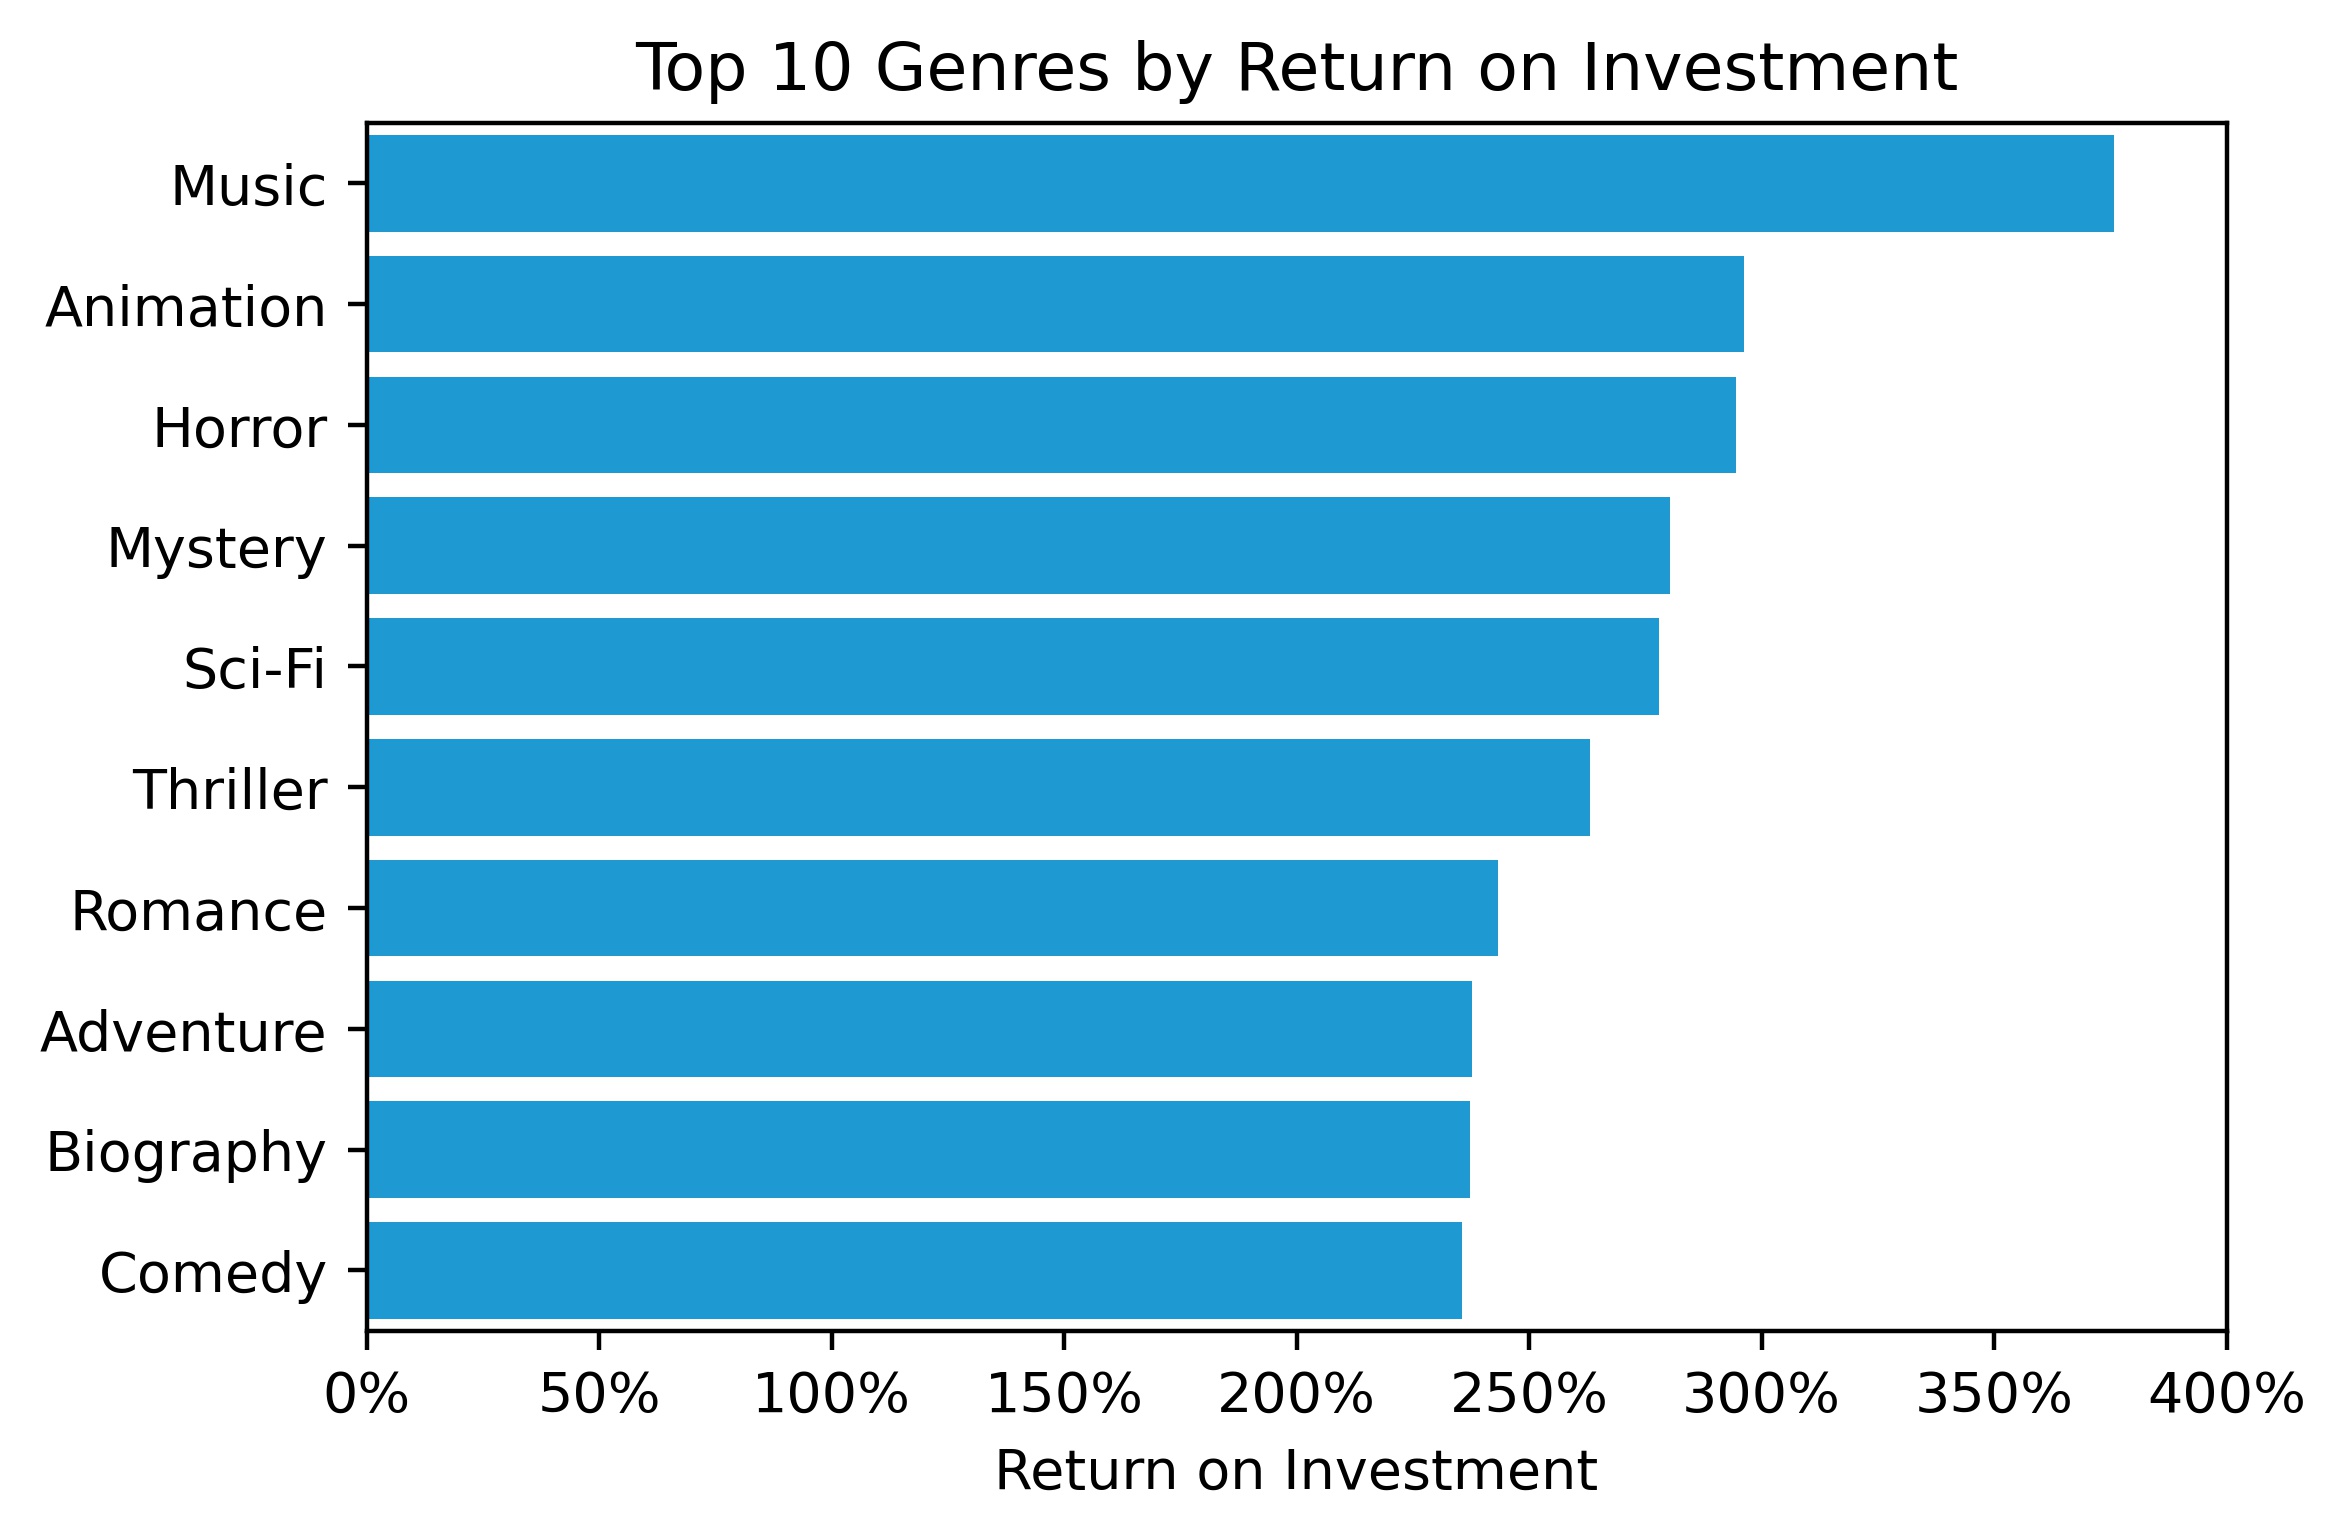 Top 10 Genres by Return on Investment
Music
Animation
Horror
Mystery
Sci-Fi
Thriller
Romance
Adventure
Biography
Comedy
0% 50% 100% 150% 200% 250% 300% 350% 400%
Return on Investment